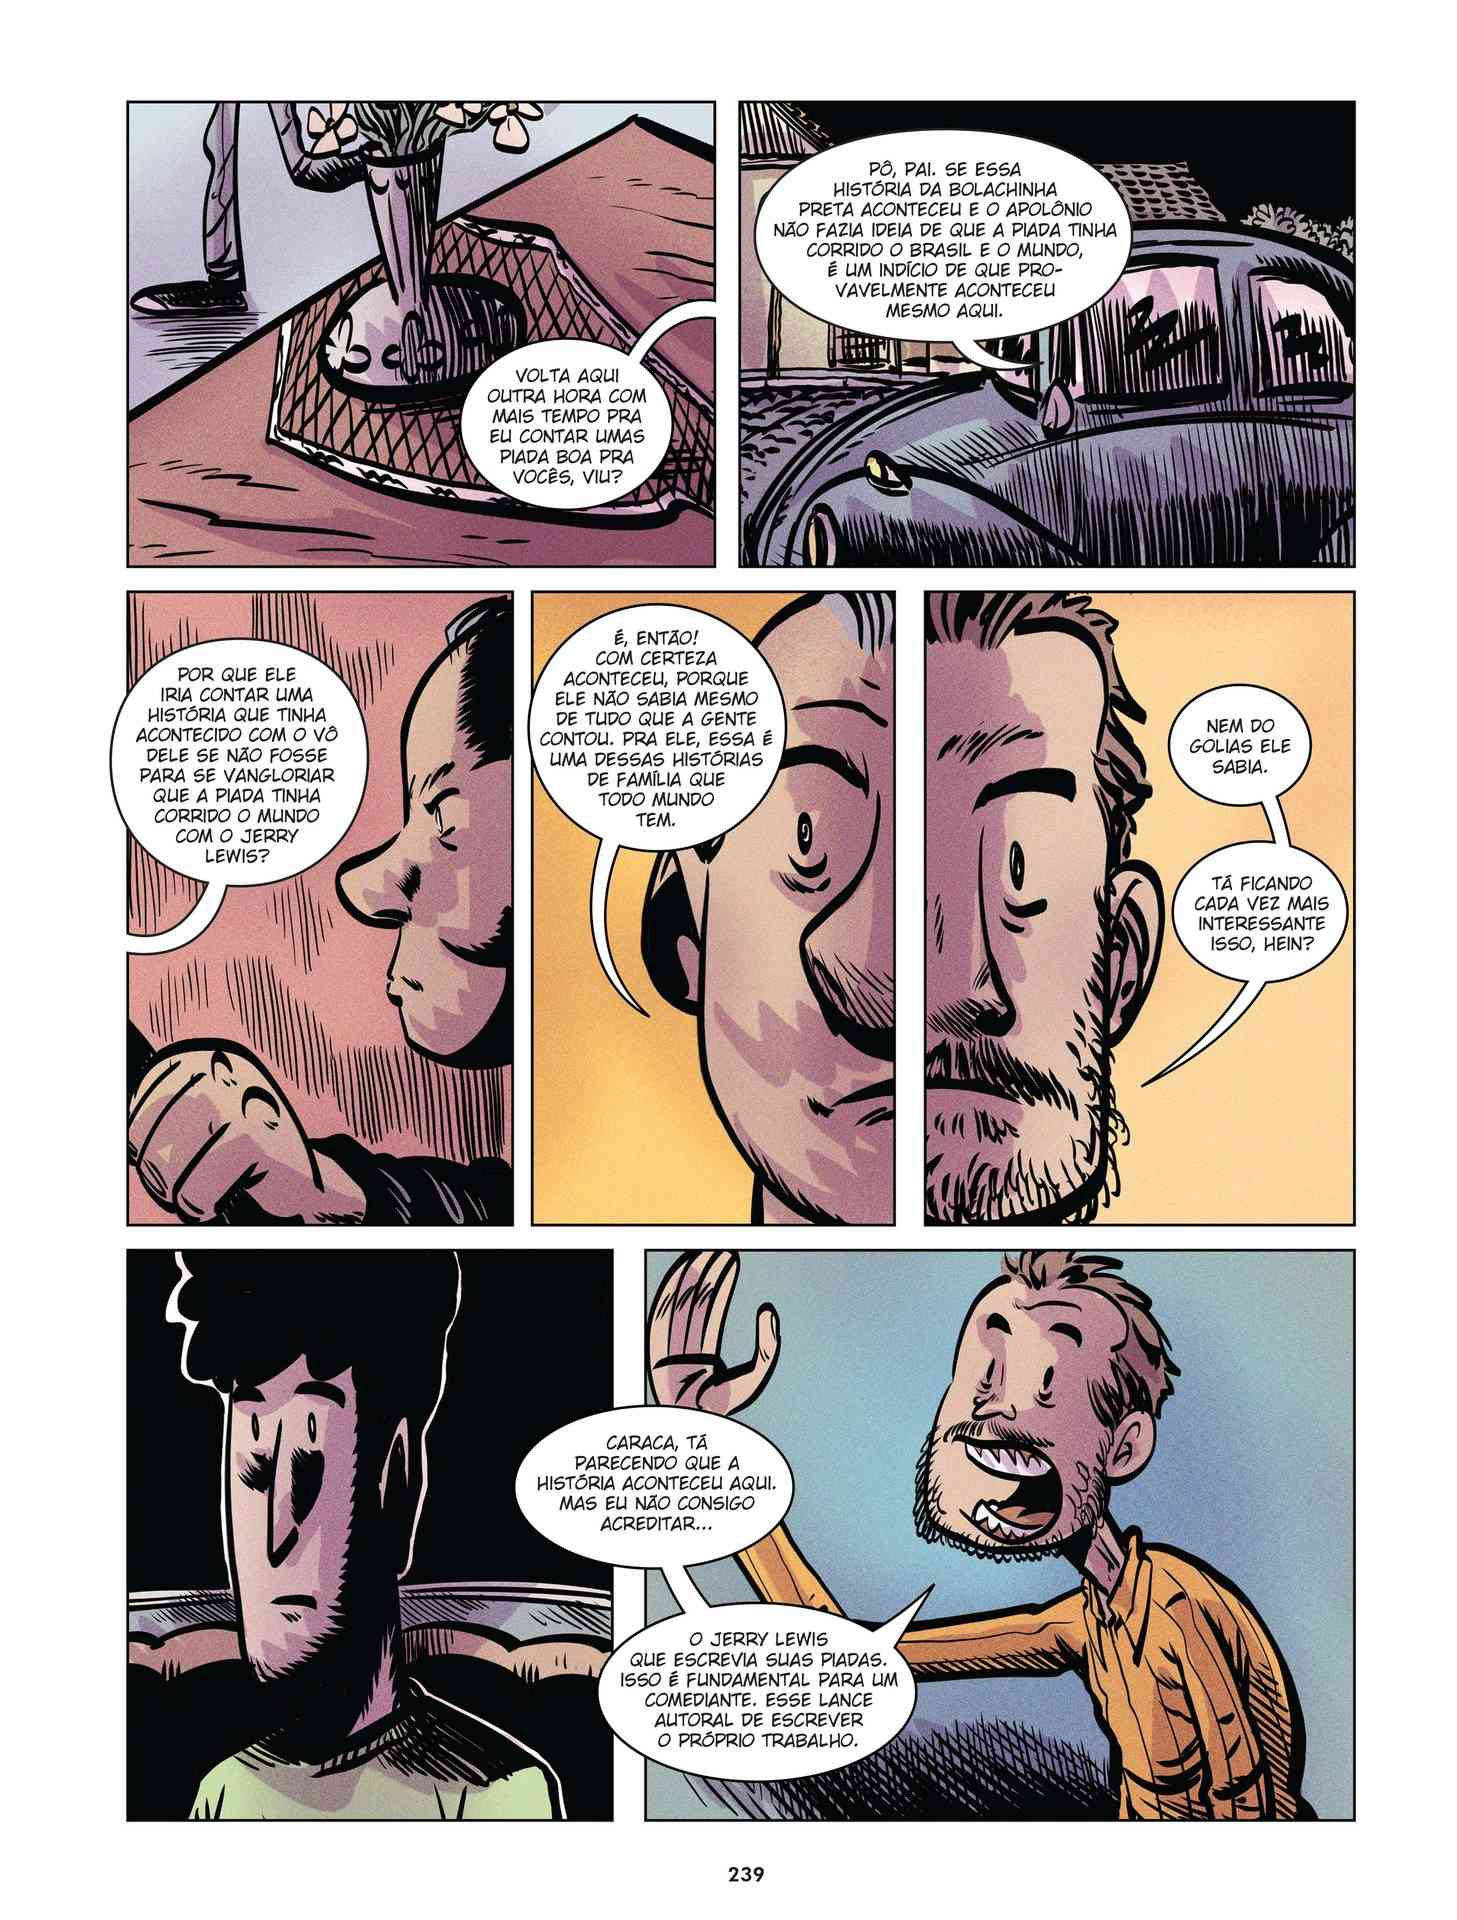 VOLTA AQUI
OUTRA HORA COM
MAIS TEMPO PRA
EU CONTAR UMAS
PIADA BOA PRA
VOCÊS, VIU?
PÔ, PAI. SE ESSA
HISTÓRIA DA BOLACHINHA
PRETA ACONTECEU E O APOLÔNIO
NÃO FAZIA IDEIA DE QUE A PIADA TINHA
CORRIDO O BRASIL E O MUNDO,
É UM INDÍCIO DE QUE PRO-
VAVELMENTE ACONTECEU
MESMO AQUI.
POR QUE ELE
IRIA CONTAR UMA
HISTÓRIA QUE TINHA
ACONTECIDO COM O VÔ
DELE SE NÃO FOSSE
PARA SE VANGLORIAR
QUE A PIADA TINHA
CORRIDO O MUNDO
COM O JERRY
LEWIS?
É, ENTÃO!
COM CERTEZA
ACONTECEU, PORQUE
ELE NÃO SABIA MESMO
DE TUDO QUE A GENTE
CONTOU. PRA ELE, ESSA É
UMA DESSAS HISTÓRIAS
DE FAMÍLIA QUE
TODO MUNDO
TEM.
NEM DO
GOLIAS ELE
SABIA.
TÁ FICANDO
CADA VEZ MAIS
INTERESSANTE
ISSO, HEIN?
CARACA, TÁ
PARECENDO QUE A
HISTÓRIA ACONTECEU AQUI.
MAS EU NÃO CONSIGO
ACREDITAR...
O JERRY LEWIS
QUE ESCREVIA SUAS PIADAS.
ISSO É FUNDAMENTAL PARA UM
COMEDIANTE. ESSE LANCE
AUTORAL DE ESCREVER
O PRÓPRIO TRABALHO.
239